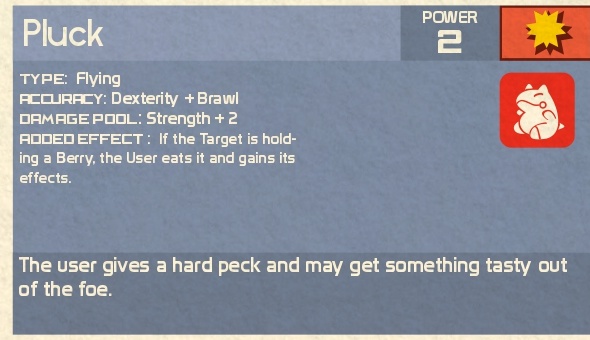 Pluck
POWER
2
TYPE: Flying
ACCURACY: Dexterity + Brawl
DAMAGE POOL: Strength + 2
ADDED EFFECT : If the Target is hold-
ing a Berry, the User eats it and gains its
effects.
The user gives a hard peck and may get something tasty out
of the foe.